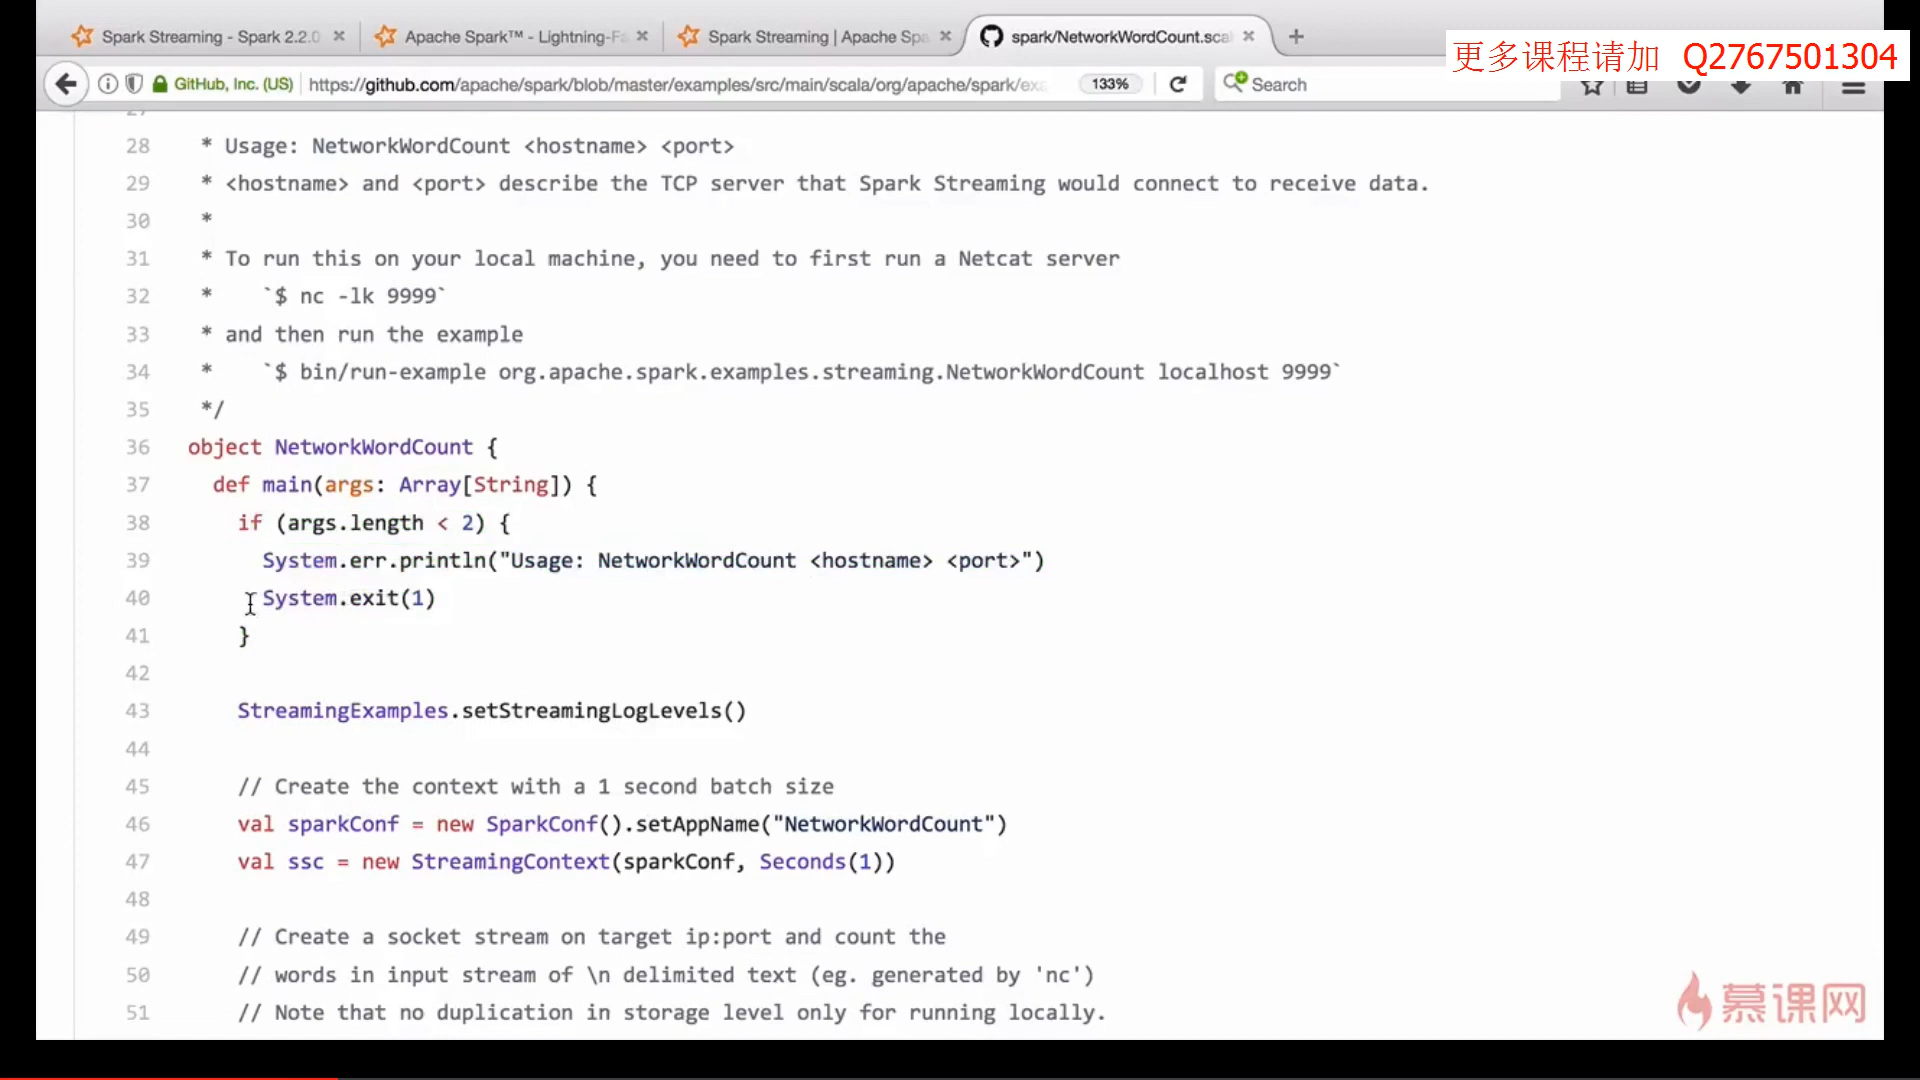 Spark Streaming - Spark 2.2.0
Apache Spark™ - Lightning-Fa
Spark Streaming | Apache Spa
spark/NetworkWordCount.scal
更多课程请加 Q2767501304
GitHub, Inc. (US)
https://github.com/apache/spark/blob/master/examples/src/main/scala/org/apache/spark/exa
133%
Search
27
28 * Usage: NetworkWordCount <hostname> <port>
29 * <hostname> and <port> describe the TCP server that Spark Streaming would connect to receive data.
30 *
31 * To run this on your local machine, you need to first run a Netcat server
32 *    `$ nc -lk 9999`
33 * and then run the example
34 *    `$ bin/run-example org.apache.spark.examples.streaming.NetworkWordCount localhost 9999`
35 */
36 object NetworkWordCount {
37   def main(args: Array[String]) {
38     if (args.length < 2) {
39       System.err.println("Usage: NetworkWordCount <hostname> <port>")
40       System.exit(1)
41     }
42
43     StreamingExamples.setStreamingLogLevels()
44
45     // Create the context with a 1 second batch size
46     val sparkConf = new SparkConf().setAppName("NetworkWordCount")
47     val ssc = new StreamingContext(sparkConf, Seconds(1))
48
49     // Create a socket stream on target ip:port and count the
50     // words in input stream of \n delimited text (eg. generated by 'nc')
51     // Note that no duplication in storage level only for running locally.
慕课网